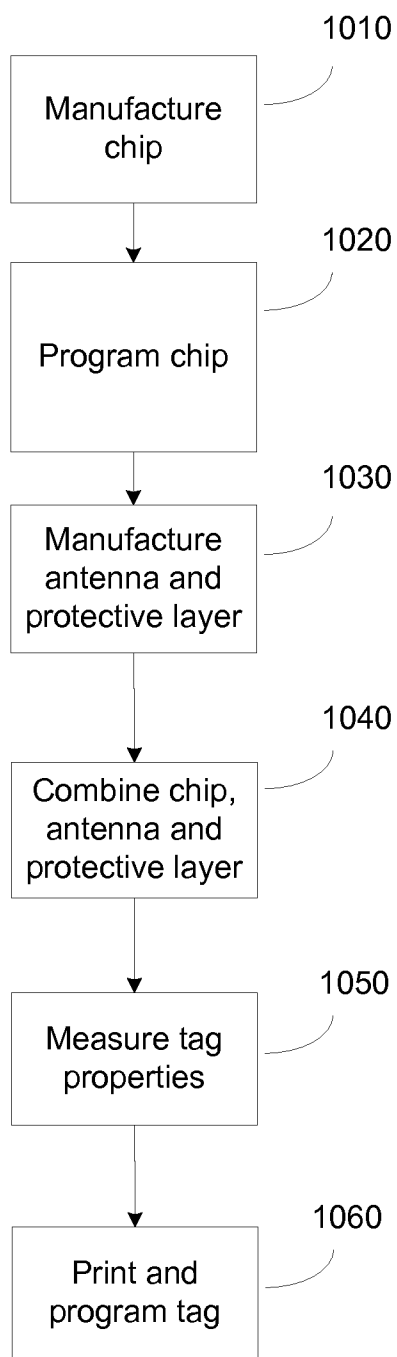 1010
Manufacture
chip
1020
Program chip
1030
Manufacture
antenna and
protective layer
1040
Combine chip,
antenna and
protective layer
1050
Measure tag
properties
1060
Print and
program tag